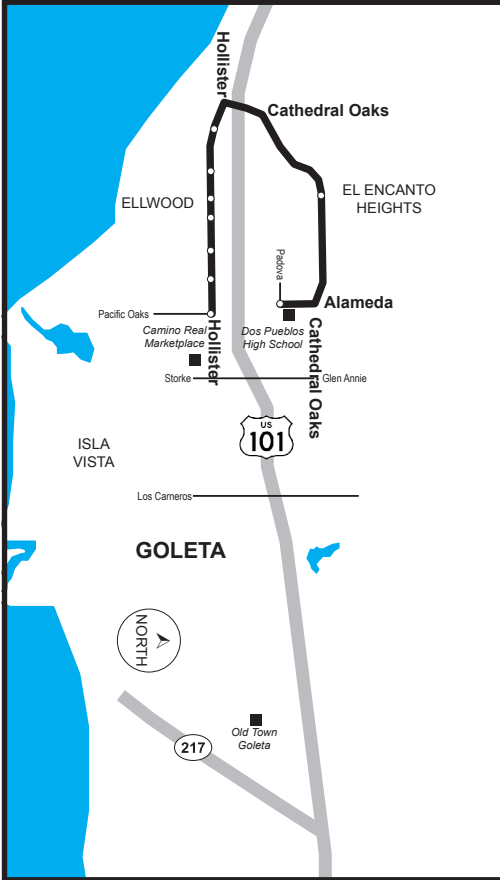 Hollister
Cathedral Oaks
ELLWOOD
EL ENCANTO
HEIGHTS
Padova
Alameda
Pacific Oaks
Camino Real
Marketplace
Hollister
Dos Pueblos
High School
Cathedral Oaks
Storke
Glen Annie
US
101
ISLA
VISTA
Los Carneros
GOLETA
NORTH
Old Town
Goleta
217